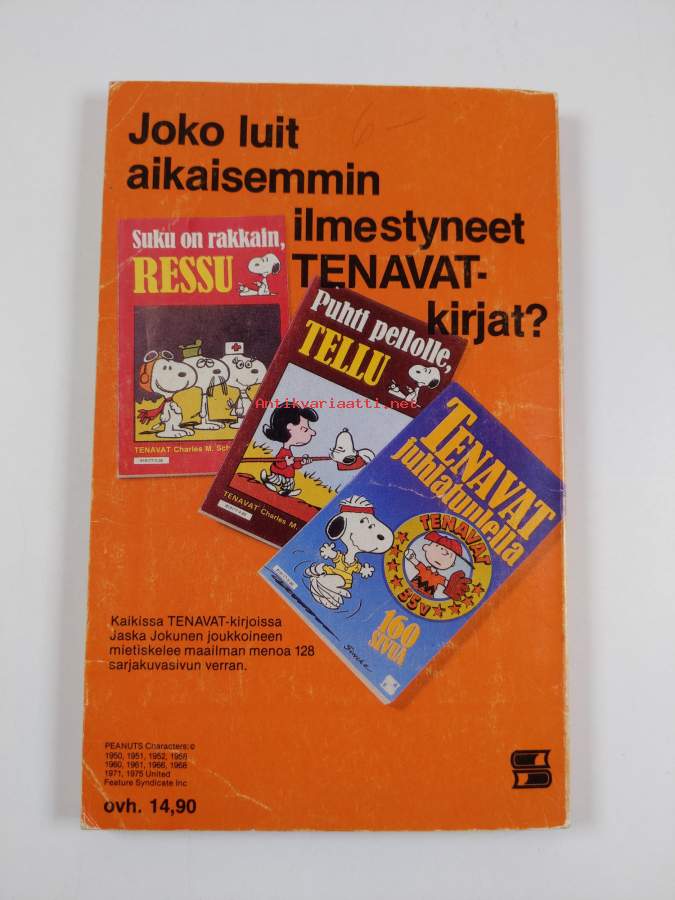 6-
Joko luit
aikaisemmin
ilmestyneet
TENAVAT-
kirjat?
Suku on rakkain,
RESSU
TENAVAT Charles M. Sch
Puhti pellolle,
TELLU
TENAVAT Charles M.
Antikvariaatti.net
TENAVAT
juhlatunnella
TENAVAT
35v
160
SIVUA
Kaikissa TENAVAT-kirjoissa
Jaska Jokunen joukkoineen
mietiskelee maailman menoa 128
sarjakuvasivun verran.
PEANUTS Characters: ©
1950, 1951, 1952, 1958
1960, 1961, 1966, 1968
1971, 1975 United
Feature Syndicate Inc
ovh. 14,90